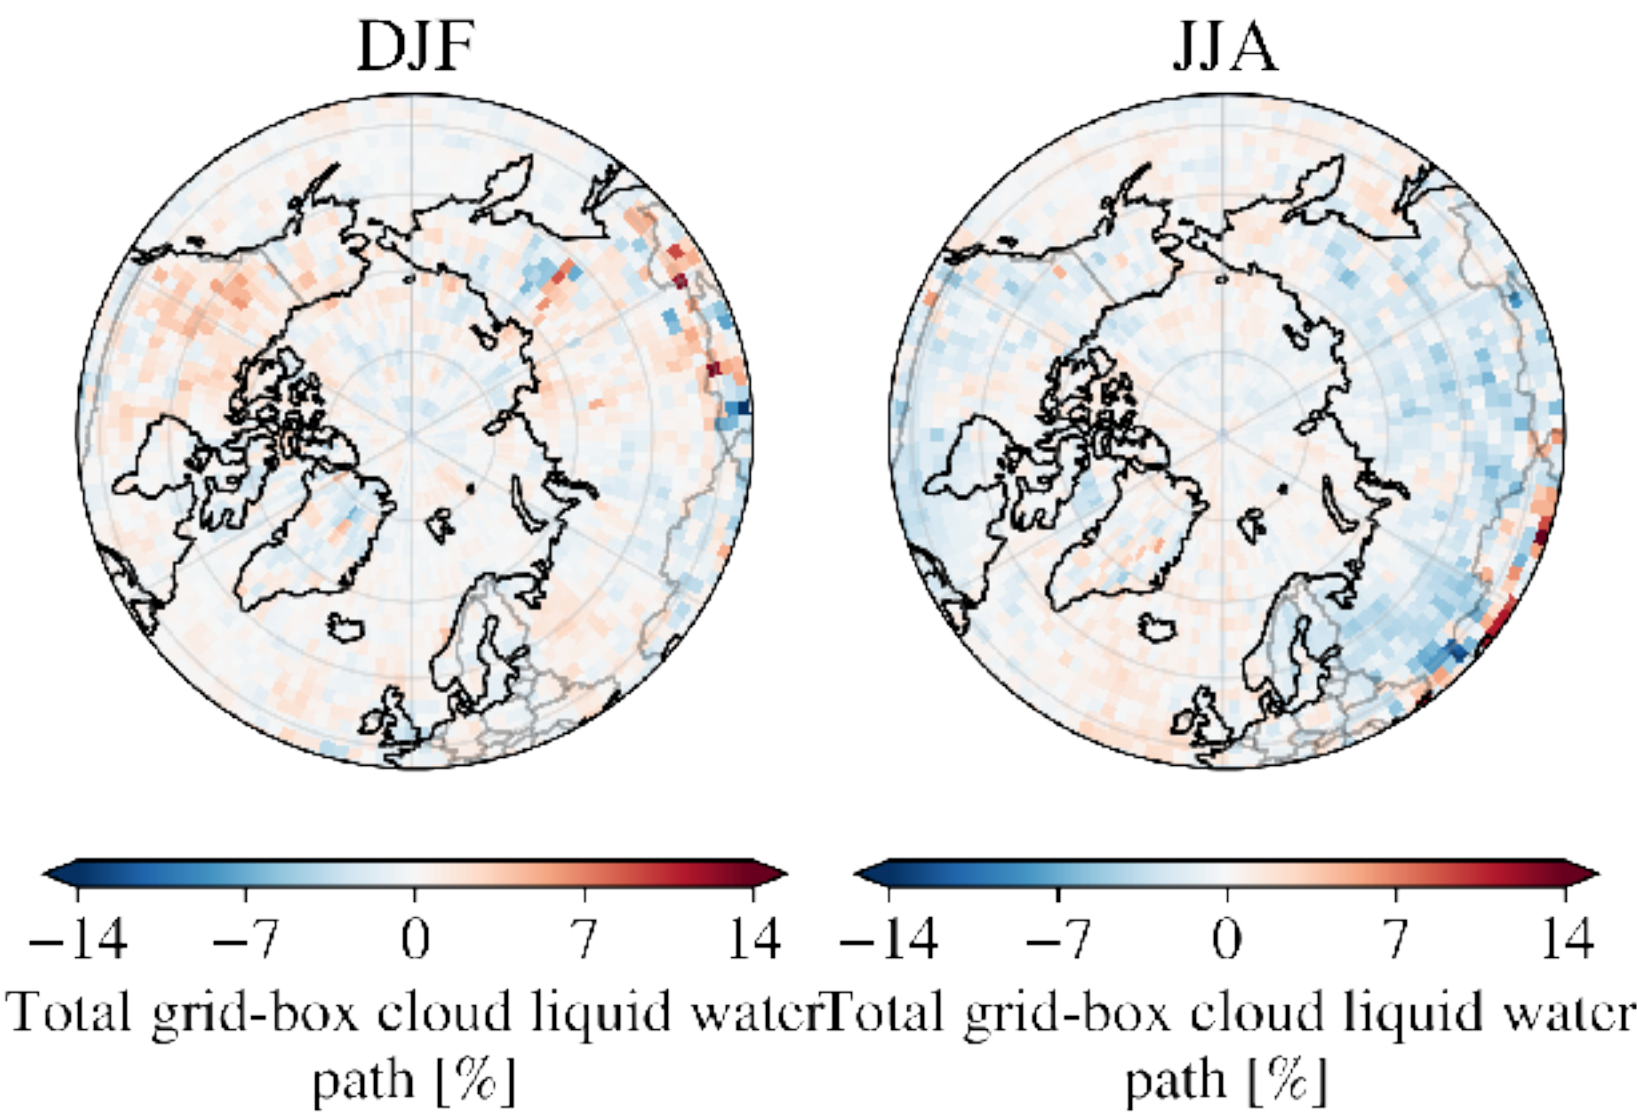 DJF
JJA
−14 −7 0 7 14
−14 −7 0 7 14
Total grid-box cloud liquid water
path [%]
Total grid-box cloud liquid water
path [%]